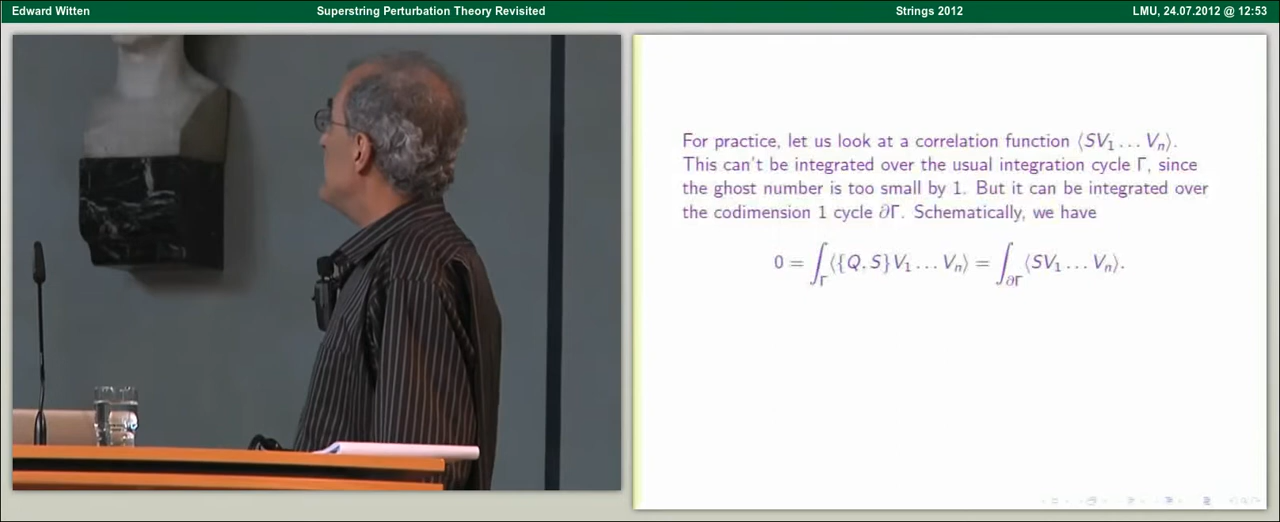 Edward Witten Superstring Perturbation Theory Revisited Strings 2012 LMU, 24.07.2012 @ 12:53
For practice, let us look at a correlation function ⟨SV₁ … Vₙ⟩.
This can't be integrated over the usual integration cycle Γ, since
the ghost number is too small by 1. But it can be integrated over
the codimension 1 cycle ∂Γ. Schematically, we have
0 = ∫_Γ ⟨{Q.S}V₁ … Vₙ⟩ = ∫_∂Γ ⟨SV₁ … Vₙ⟩.